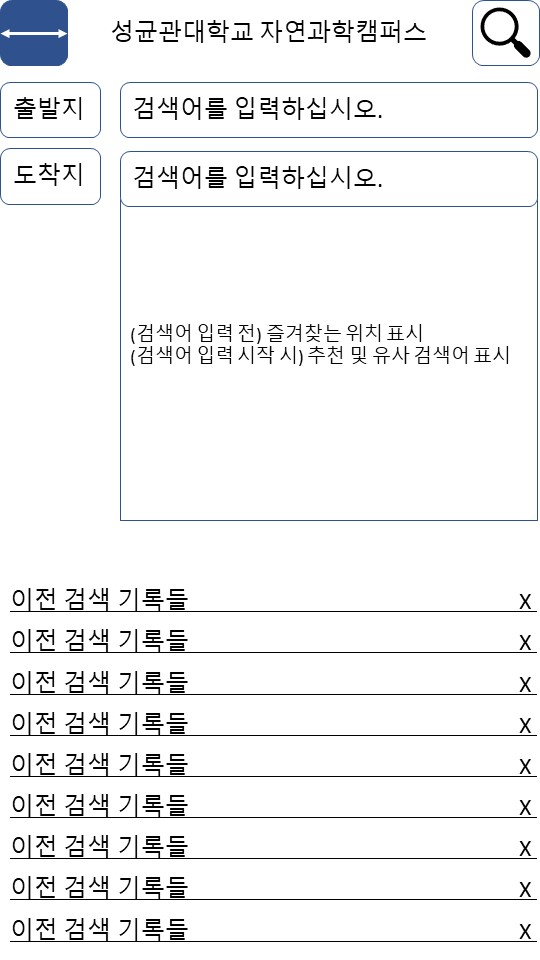 성균관대학교 자연과학캠퍼스
출발지
검색어를 입력하십시오.
도착지
검색어를 입력하십시오.
(검색어 입력 전) 즐겨찾는 위치 표시
(검색어 입력 시작 시) 추천 및 유사 검색어 표시
이전 검색 기록들 X
이전 검색 기록들 X
이전 검색 기록들 X
이전 검색 기록들 X
이전 검색 기록들 X
이전 검색 기록들 X
이전 검색 기록들 X
이전 검색 기록들 X
이전 검색 기록들 X